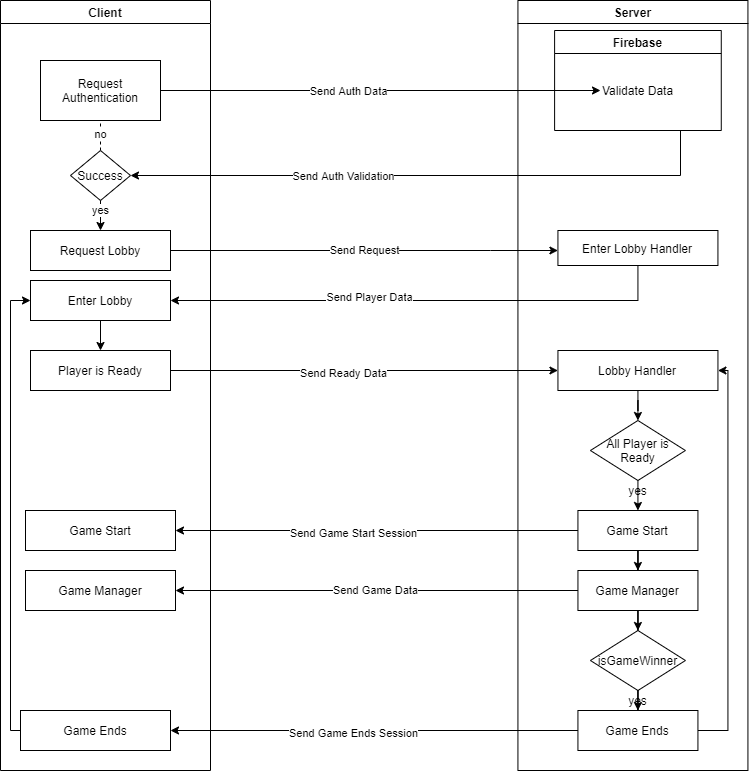 Client
Server
Firebase
Request
Authentication
Send Auth Data
Validate Data
no
Success
Send Auth Validation
yes
Request Lobby
Send Request
Enter Lobby Handler
Enter Lobby
Send Player Data
Player is Ready
Send Ready Data
Lobby Handler
All Player is
Ready
yes
Game Start
Send Game Start Session
Game Start
Game Manager
Send Game Data
Game Manager
isGameWinner
yes
Game Ends
Send Game Ends Session
Game Ends